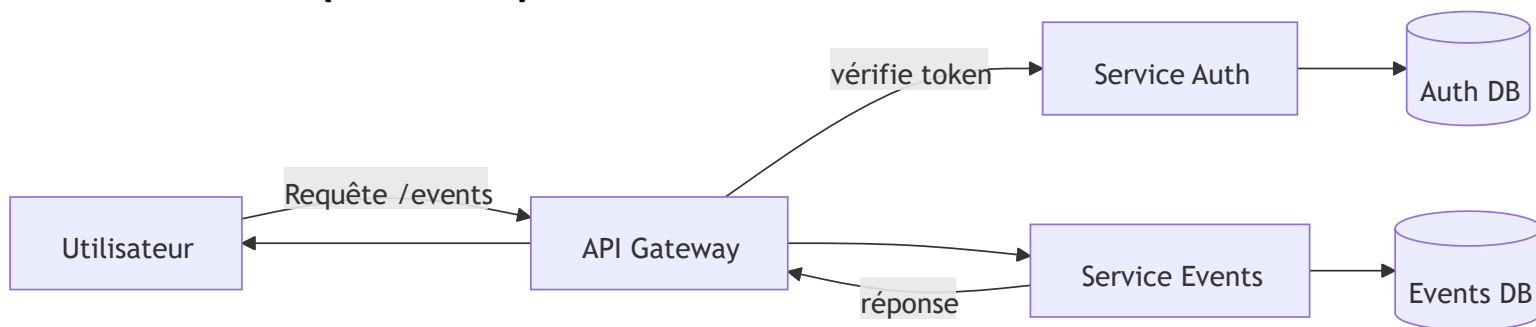 vérifie token
Service Auth
Auth DB
Requête /events
Utilisateur
API Gateway
Service Events
réponse
Events DB